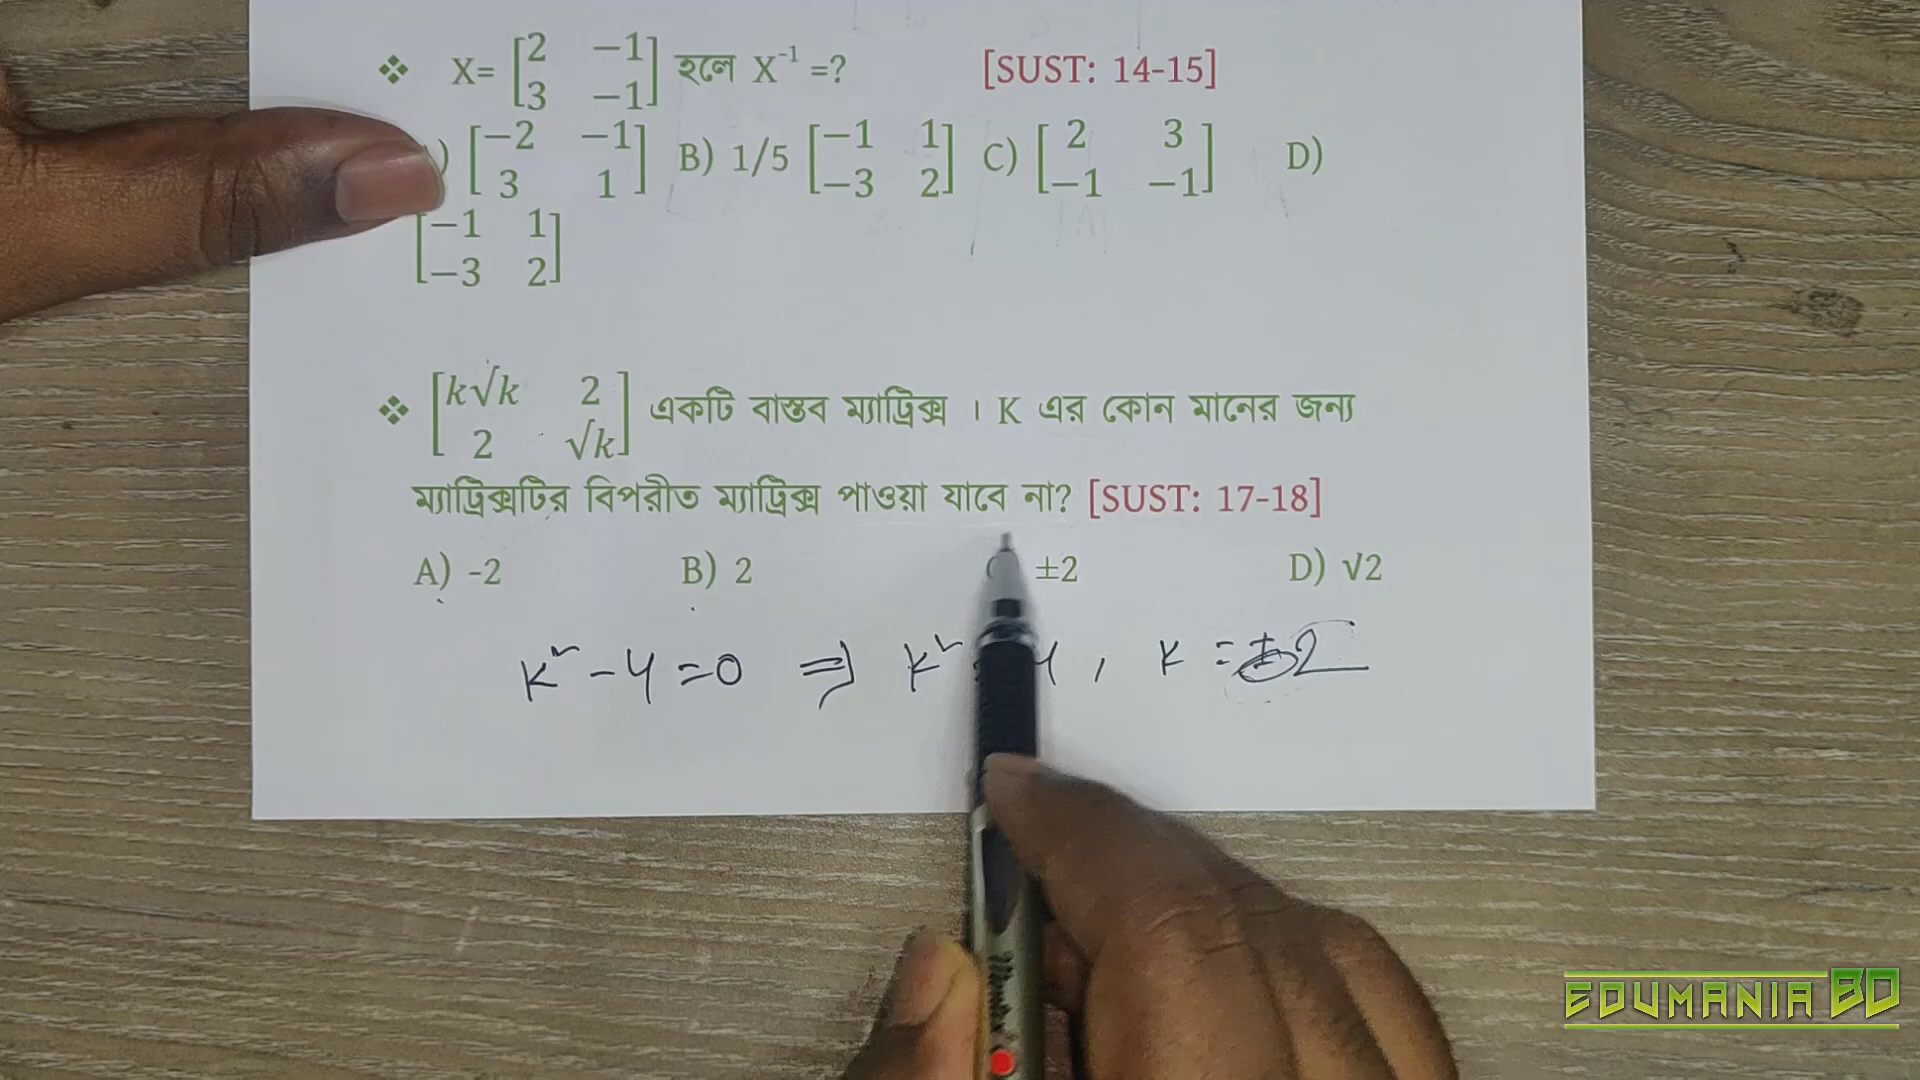 ❖ X= [2 −1 3 −1] হলে X⁻¹ =? [SUST: 14-15]
) [−2 −1 3 1] B) 1/5 [−1 1 −3 2] C) [2 3 −1 −1] D)
[−1 1 −3 2]
❖ [k√k 2 2 √k] একটি বাস্তব ম্যাট্রিক্স । K এর কোন মানের জন্য
ম্যাট্রিক্সটির বিপরীত ম্যাট্রিক্স পাওয়া যাবে না? [SUST: 17-18]
A) -2 B) 2 ±2 D) √2
K² - 4 = 0 ⇒ K² 4, K = ±2
EDUMANIA BD